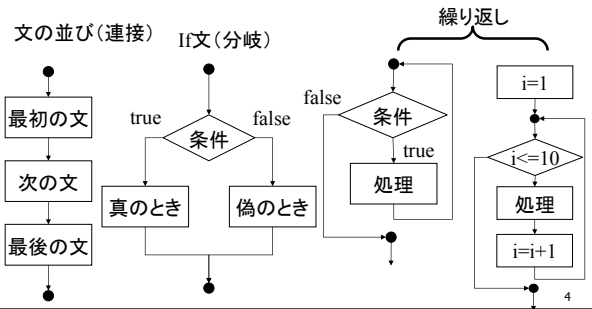 文の並び(連接)
最初の文
次の文
最後の文
If文(分岐)
true
false
条件
真のとき
偽のとき
繰り返し
false
条件
true
処理
i=1
i<=10
処理
i=i+1
4